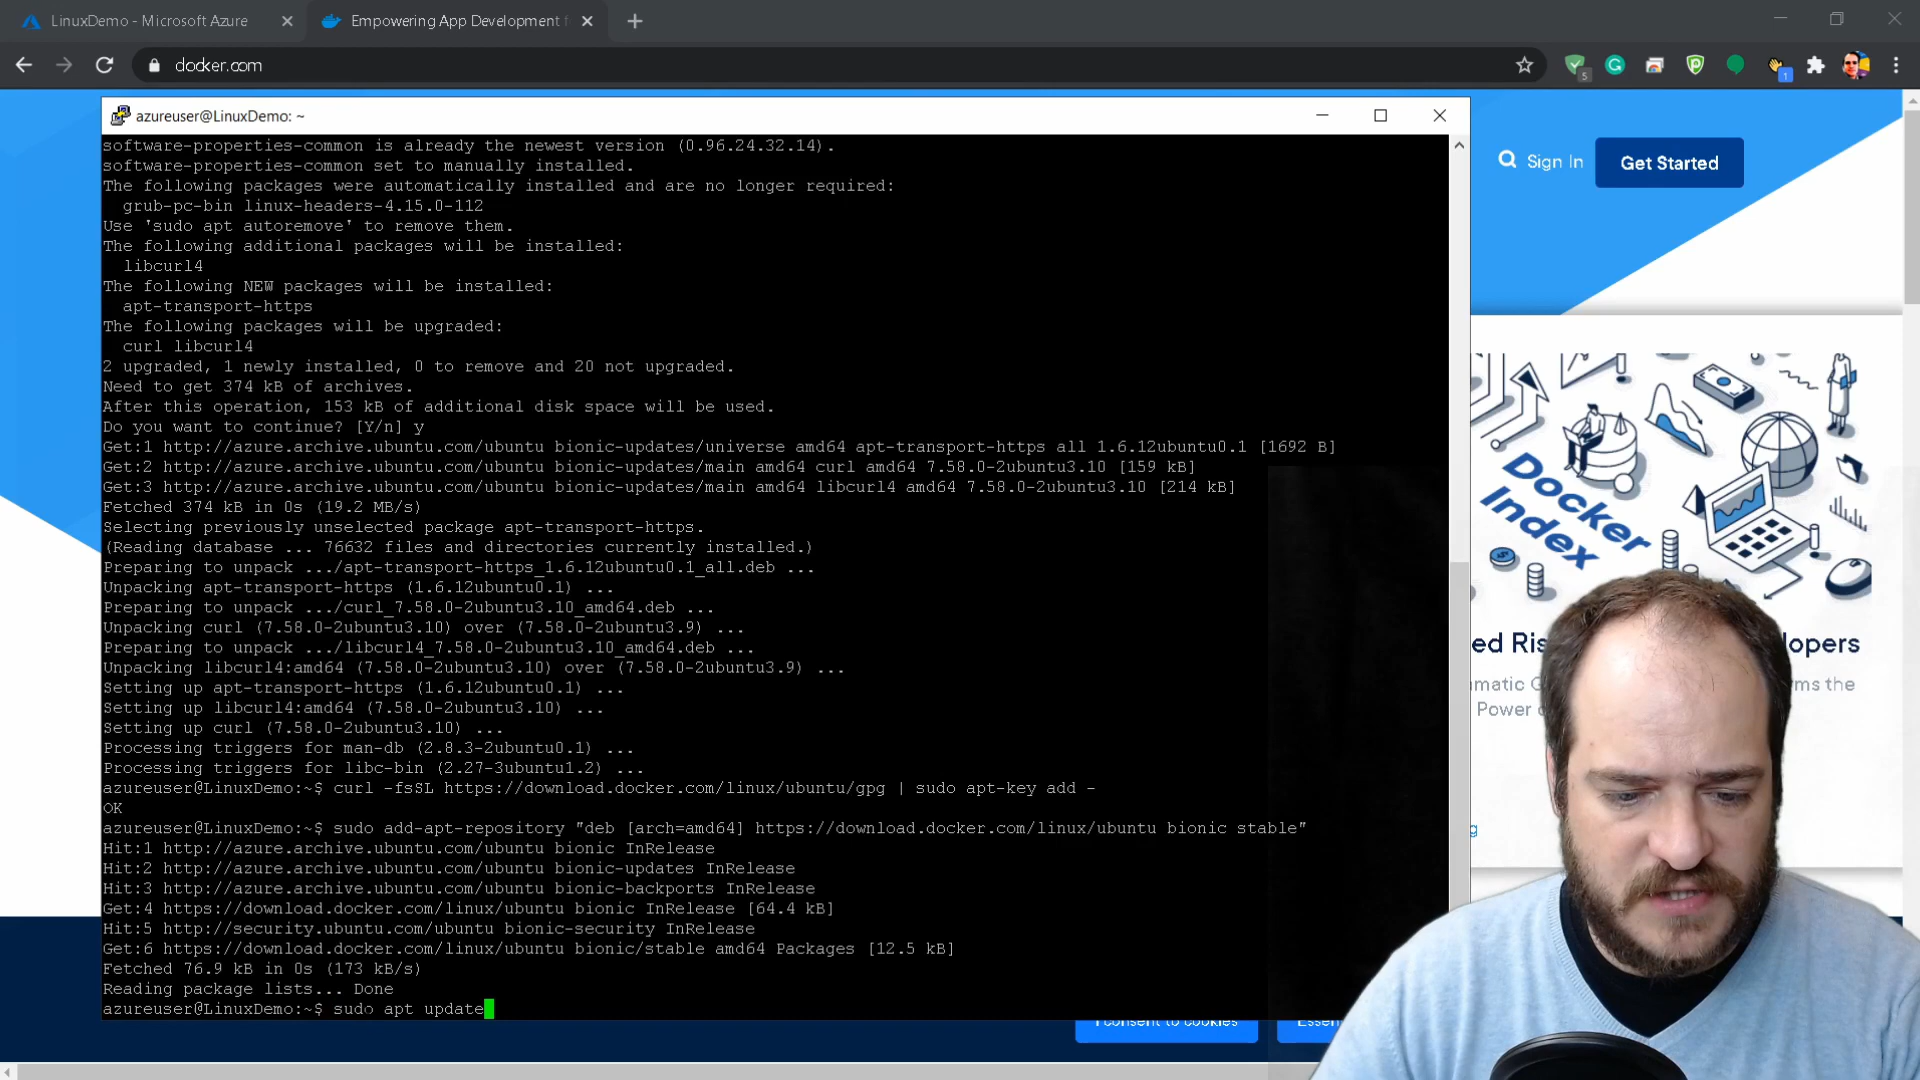 LinuxDemo - Microsoft Azure
Empowering App Development f
docker.com
5
1
azureuser@LinuxDemo: ~
Sign In
Get Started
software-properties-common is already the newest version (0.96.24.32.14).
software-properties-common set to manually installed.
The following packages were automatically installed and are no longer required:
grub-pc-bin linux-headers-4.15.0-112
Use 'sudo apt autoremove' to remove them.
The following additional packages will be installed:
libcurl4
The following NEW packages will be installed:
apt-transport-https
The following packages will be upgraded:
curl libcurl4
2 upgraded, 1 newly installed, 0 to remove and 20 not upgraded.
Need to get 374 kB of archives.
After this operation, 153 kB of additional disk space will be used.
Do you want to continue? [Y/n] y
Get:1 http://azure.archive.ubuntu.com/ubuntu bionic-updates/universe amd64 apt-transport-https all 1.6.12ubuntu0.1 [1692 B]
Get:2 http://azure.archive.ubuntu.com/ubuntu bionic-updates/main amd64 curl amd64 7.58.0-2ubuntu3.10 [159 kB]
Get:3 http://azure.archive.ubuntu.com/ubuntu bionic-updates/main amd64 libcurl4 amd64 7.58.0-2ubuntu3.10 [214 kB]
Fetched 374 kB in 0s (19.2 MB/s)
Selecting previously unselected package apt-transport-https.
(Reading database ... 76632 files and directories currently installed.)
Preparing to unpack .../apt-transport-https_1.6.12ubuntu0.1_all.deb ...
Unpacking apt-transport-https (1.6.12ubuntu0.1) ...
Preparing to unpack .../curl_7.58.0-2ubuntu3.10_amd64.deb ...
Unpacking curl (7.58.0-2ubuntu3.10) over (7.58.0-2ubuntu3.9) ...
Preparing to unpack .../libcurl4_7.58.0-2ubuntu3.10_amd64.deb ...
Unpacking libcurl4:amd64 (7.58.0-2ubuntu3.10) over (7.58.0-2ubuntu3.9) ...
Setting up apt-transport-https (1.6.12ubuntu0.1) ...
Setting up libcurl4:amd64 (7.58.0-2ubuntu3.10) ...
Setting up curl (7.58.0-2ubuntu3.10) ...
Processing triggers for man-db (2.8.3-2ubuntu0.1) ...
Processing triggers for libc-bin (2.27-3ubuntu1.2) ...
azureuser@LinuxDemo:~$ curl -fsSL https://download.docker.com/linux/ubuntu/gpg | sudo apt-key add -
OK
azureuser@LinuxDemo:~$ sudo add-apt-repository "deb [arch=amd64] https://download.docker.com/linux/ubuntu bionic stable"
Hit:1 http://azure.archive.ubuntu.com/ubuntu bionic InRelease
Hit:2 http://azure.archive.ubuntu.com/ubuntu bionic-updates InRelease
Hit:3 http://azure.archive.ubuntu.com/ubuntu bionic-backports InRelease
Get:4 https://download.docker.com/linux/ubuntu bionic InRelease [64.4 kB]
Hit:5 http://security.ubuntu.com/ubuntu bionic-security InRelease
Get:6 https://download.docker.com/linux/ubuntu bionic/stable amd64 Packages [12.5 kB]
Fetched 76.9 kB in 0s (173 kB/s)
Reading package lists... Done
azureuser@LinuxDemo:~$ sudo apt update
Docker
Index
ed Ris
opers
matic G
ms the
Power
g
I consent to cookies
Essen